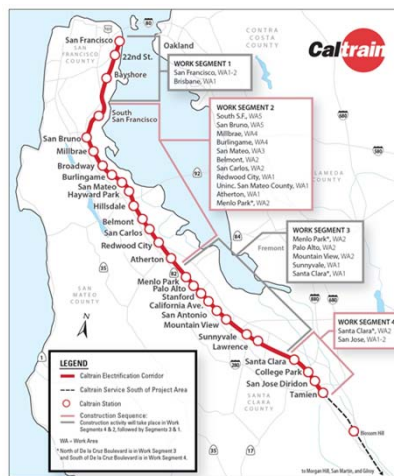 San Francisco
SAN
FRANCISCO
COUNTY
80
Oakland
CONTRA
COSTA
COUNTY
Caltrain
22nd St.
Bayshore
WORK SEGMENT 1
San Francisco, WA1-2
Brisbane, WA1
South
San Francisco
WORK SEGMENT 2
South S.F., WA5
San Bruno, WA5
Millbrae, WA4
Burlingame, WA4
San Mateo, WA3
Belmont, WA2
San Carlos, WA2
Redwood City, WA1
Uninc. San Mateo County, WA1
Atherton, WA1
Menlo Park*, WA2
San Bruno
Millbrae
Broadway
Burlingame
San Mateo
Hayward Park
Hillsdale
Belmont
San Carlos
Redwood City
Atherton
Menlo Park
Palo Alto
Stanford
California Ave.
San Antonio
Mountain View
Sunnyvale
Lawrence
Santa Clara
College Park
San Jose Diridon
Tamien
92
ALAMEDA
COUNTY
84
Fremont
WORK SEGMENT 3
Menlo Park*, WA2
Palo Alto, WA2
Mountain View, WA2
Sunnyvale, WA1
Santa Clara*, WA1
WORK SEGMENT 4
Santa Clara*, WA2
San Jose, WA1-2
35
SAN
MATEO
COUNTY
N
1
SANTA
CLARA
COUNTY
35
17
Blossom Hill
to Morgan Hill, San Martin, and Gilroy
LEGEND
Caltrain Electrification Corridor
Caltrain Service South of Project Area
Caltrain Station
Construction Sequence:
Construction activity will take place in Work
Segments 4 & 2, followed by Segments 3 & 1.
WA = Work Area
*North of De la Cruz Boulevard is in Work Segment 3
and South of De la Cruz Boulevard is in Work Segment 4.